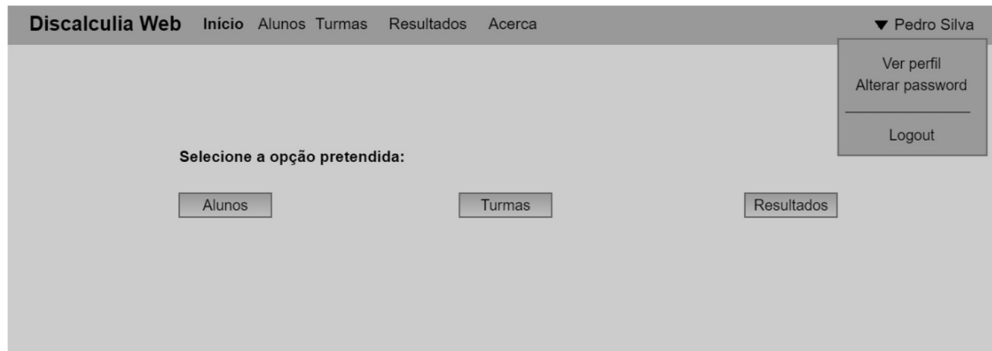 Discalculia Web Início Alunos Turmas Resultados Acerca ▼ Pedro Silva
Ver perfil
Alterar password
Logout
Selecione a opção pretendida:
Alunos Turmas Resultados